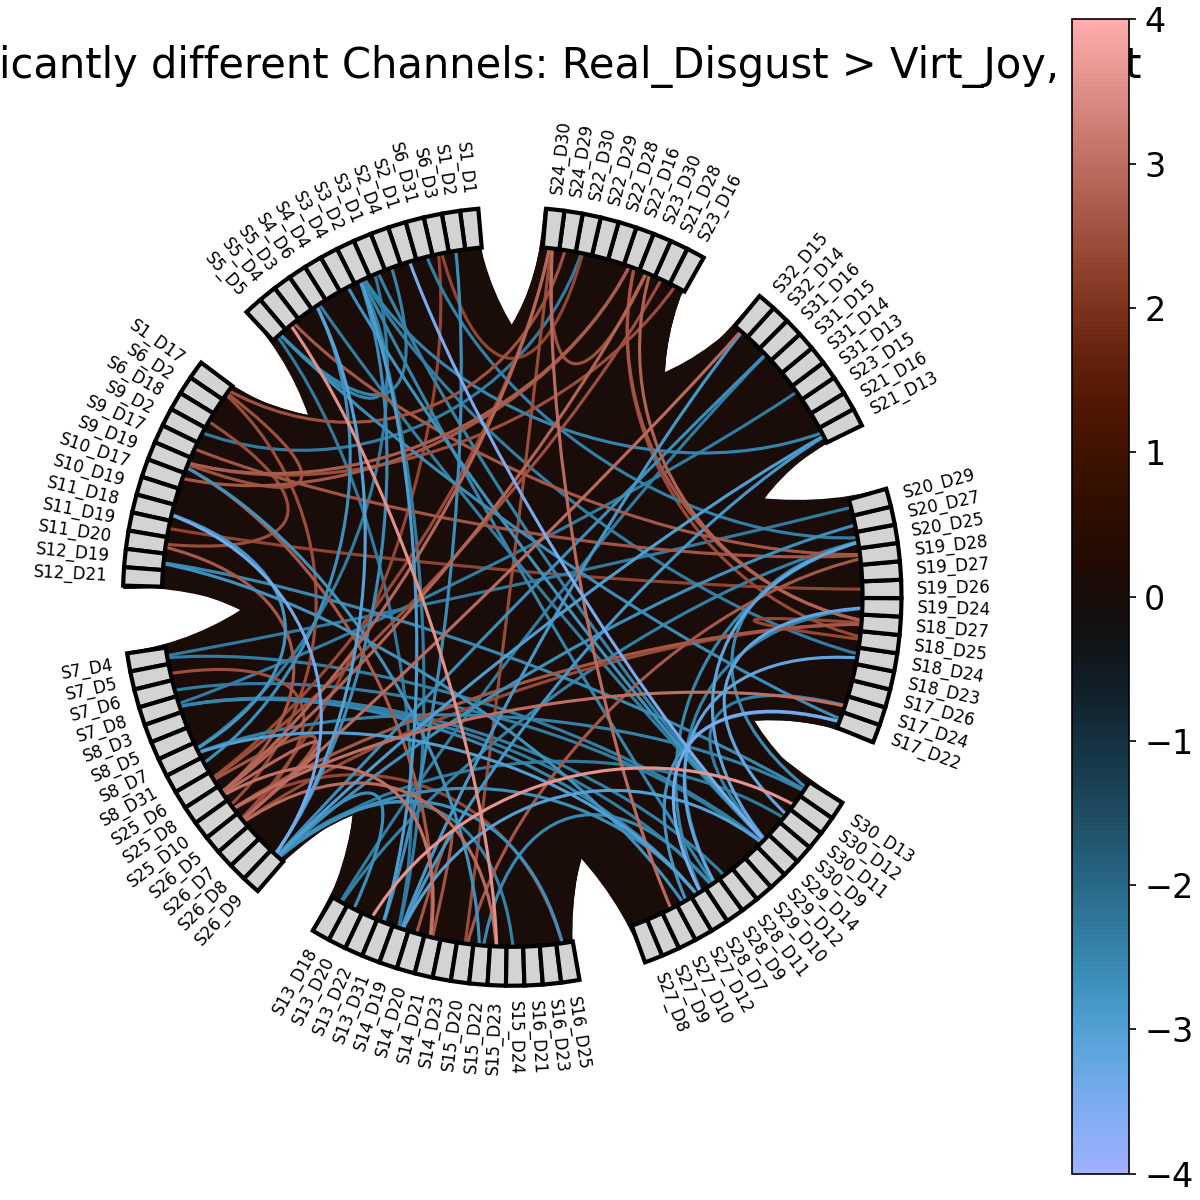 icantly different Channels: Real_Disgust > Virt_Joy, t
S1_D1
S1_D2
S6_D3
S6_D31
S2_D1
S2_D4
S3_D1
S3_D2
S3_D4
S4_D4
S4_D6
S5_D3
S5_D4
S5_D5
S1_D17
S6_D2
S6_D18
S9_D2
S9_D17
S9_D19
S10_D17
S10_D19
S11_D18
S11_D19
S11_D20
S12_D19
S12_D21
S7_D4
S7_D5
S7_D6
S7_D8
S8_D3
S8_D5
S8_D7
S8_D31
S25_D6
S25_D8
S25_D10
S26_D5
S26_D7
S26_D8
S26_D9
S13_D18
S13_D20
S13_D22
S13_D31
S14_D19
S14_D20
S14_D21
S14_D23
S15_D20
S15_D22
S15_D23
S15_D24
S16_D21
S16_D23
S16_D25
S27_D8
S27_D9
S27_D10
S27_D12
S28_D7
S28_D9
S28_D11
S29_D10
S29_D12
S29_D14
S30_D9
S30_D11
S30_D12
S30_D13
S17_D22
S17_D24
S17_D26
S18_D23
S18_D24
S18_D25
S18_D27
S19_D24
S19_D26
S19_D27
S19_D28
S20_D25
S20_D27
S20_D29
S21_D13
S21_D16
S23_D15
S31_D13
S31_D14
S31_D15
S31_D16
S32_D14
S32_D15
S23_D16
S21_D28
S23_D30
S22_D16
S22_D28
S22_D29
S22_D30
S24_D29
S24_D30
4
3
2
1
0
−1
−2
−3
−4